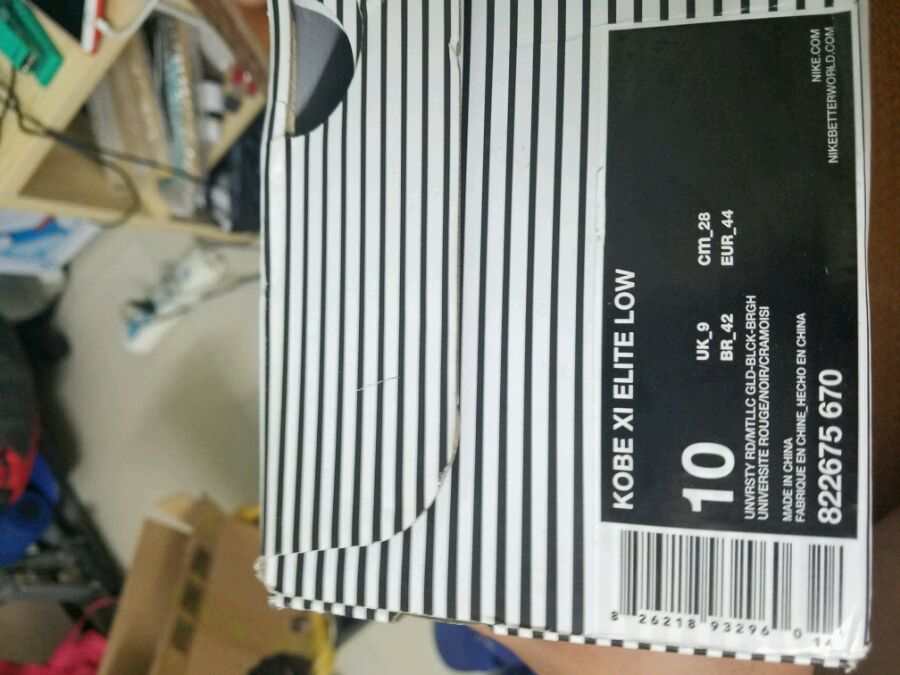 KOBE XI ELITE LOW
10
UK_9 cm_28
BR_42 EUR_44
UNVRSTY RD/MTLLC GLD-BLCK-BRGH
UNIVERSITE ROUGE/NOIR/CRAMOISI
MADE IN CHINA
FABRIQUE EN CHINE_HECHO EN CHINA
822675 670
NIKE.COM
NIKEBETTERWORLD.COM
8 26218 93296 0